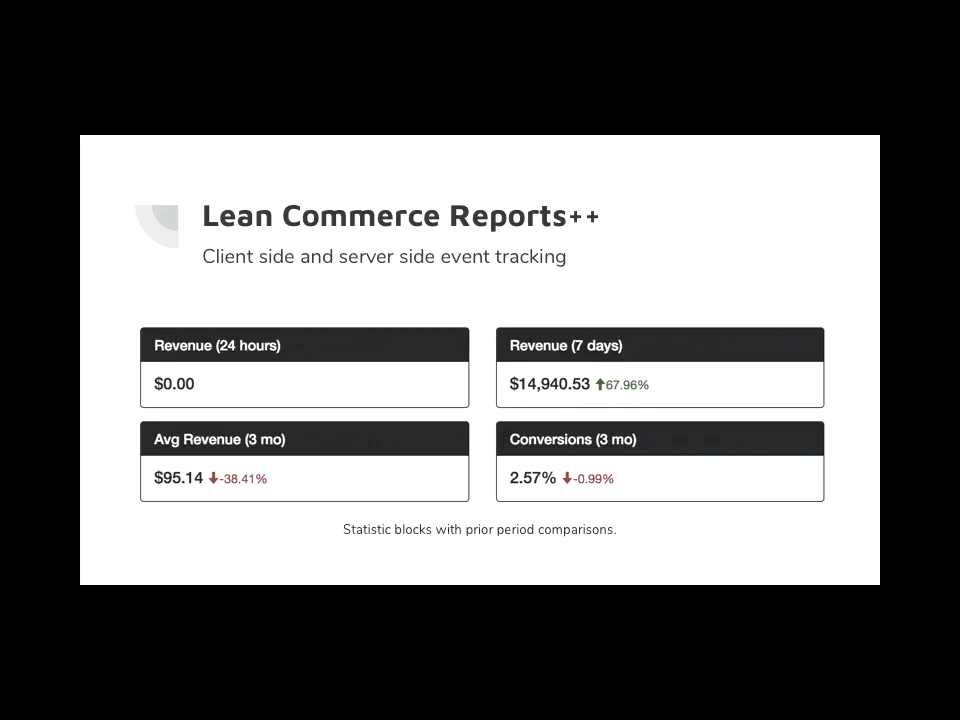 Lean Commerce Reports++
Client side and server side event tracking
Revenue (24 hours)
$0.00
Revenue (7 days)
$14,940.53 ⬆67.96%
Avg Revenue (3 mo)
$95.14 ⬇-38.41%
Conversions (3 mo)
2.57% ⬇-0.99%
Statistic blocks with prior period comparisons.